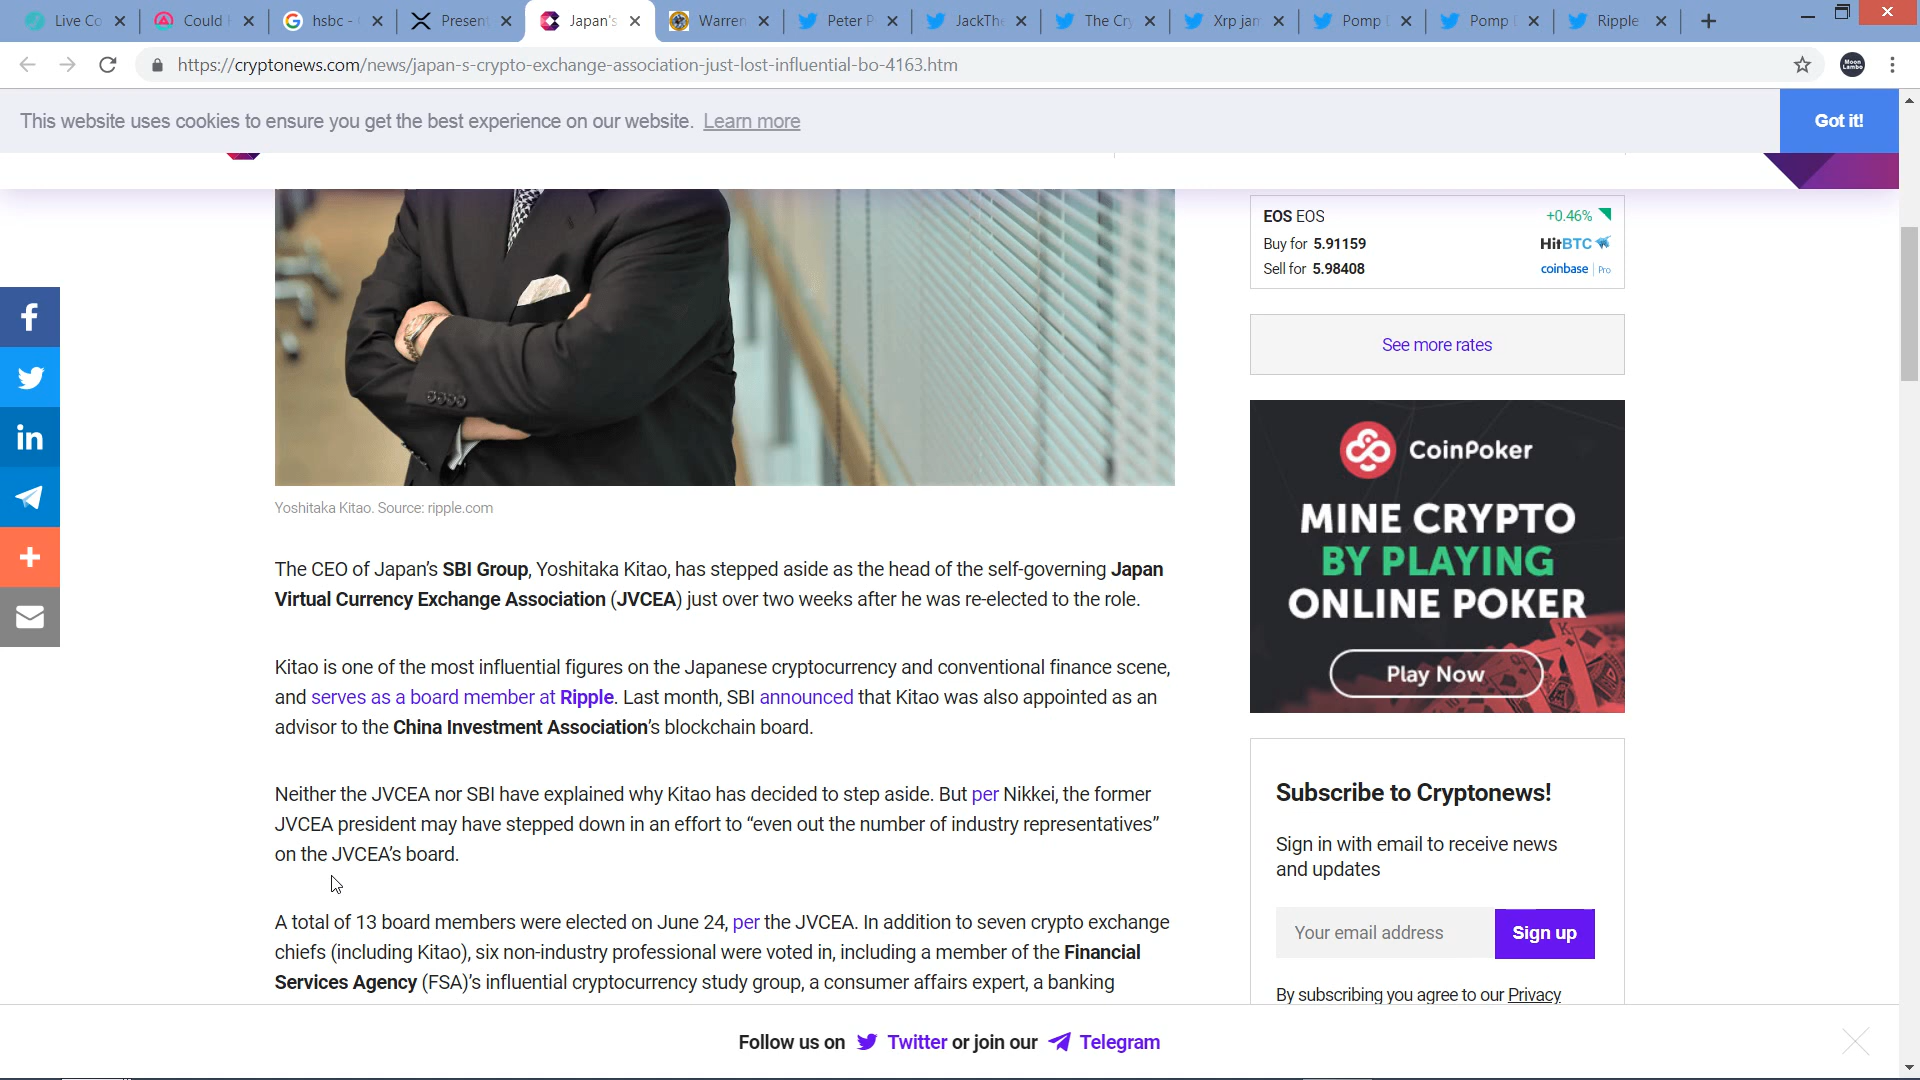 Live Co
Could
hsbc -
Present
Japan's
Warren
Peter P
JackThe
The Cry
Xrp jam
Pomp
Pomp
Ripple
https://cryptonews.com/news/japan-s-crypto-exchange-association-just-lost-influential-bo-4163.htm
Moon Lambo
This website uses cookies to ensure you get the best experience on our website. Learn more
Got it!
EOS EOS +0.46%
Buy for 5.91159 HitBTC
Sell for 5.98408 coinbase Pro
See more rates
CoinPoker
MINE CRYPTO
BY PLAYING
ONLINE POKER
Play Now
Yoshitaka Kitao. Source: ripple.com
The CEO of Japan’s SBI Group, Yoshitaka Kitao, has stepped aside as the head of the self-governing Japan
Virtual Currency Exchange Association (JVCEA) just over two weeks after he was re-elected to the role.
Kitao is one of the most influential figures on the Japanese cryptocurrency and conventional finance scene,
and serves as a board member at Ripple. Last month, SBI announced that Kitao was also appointed as an
advisor to the China Investment Association’s blockchain board.
Neither the JVCEA nor SBI have explained why Kitao has decided to step aside. But per Nikkei, the former
JVCEA president may have stepped down in an effort to “even out the number of industry representatives”
on the JVCEA’s board.
A total of 13 board members were elected on June 24, per the JVCEA. In addition to seven crypto exchange
chiefs (including Kitao), six non-industry professional were voted in, including a member of the Financial
Services Agency (FSA)’s influential cryptocurrency study group, a consumer affairs expert, a banking
Subscribe to Cryptonews!
Sign in with email to receive news
and updates
Your email address
Sign up
By subscribing you agree to our Privacy
Follow us on Twitter or join our Telegram